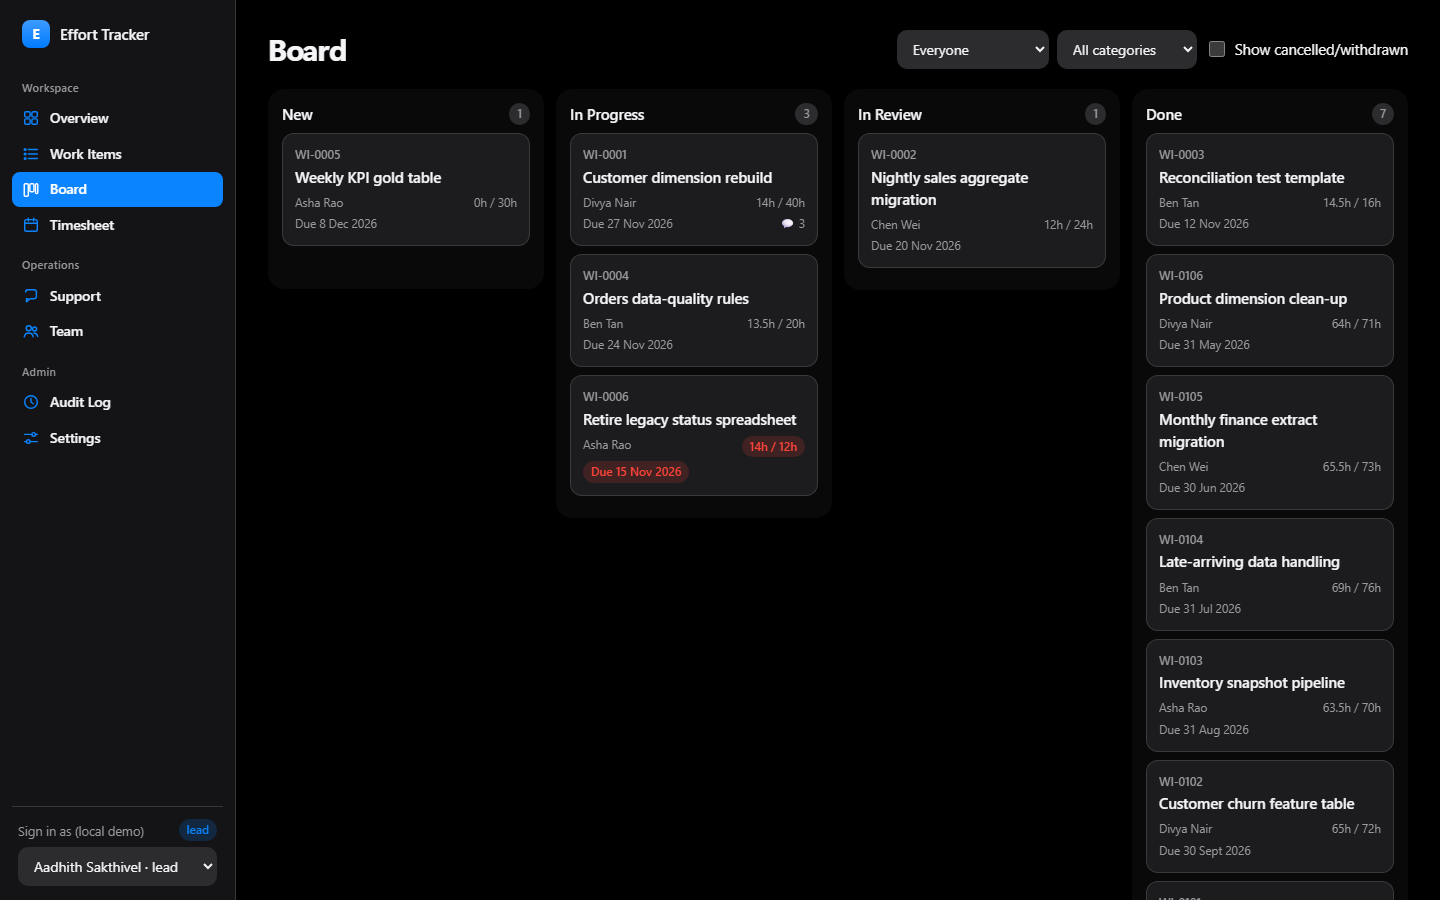 E
Effort Tracker
Workspace
Overview
Work Items
Board
Timesheet
Operations
Support
Team
Admin
Audit Log
Settings
Sign in as (local demo)
lead
Aadhith Sakthivel · lead
Board
Everyone
All categories
Show cancelled/withdrawn
New
1
WI-0005
Weekly KPI gold table
Asha Rao
0h / 30h
Due 8 Dec 2026
In Progress
3
WI-0001
Customer dimension rebuild
Divya Nair
14h / 40h
Due 27 Nov 2026
3
WI-0004
Orders data-quality rules
Ben Tan
13.5h / 20h
Due 24 Nov 2026
WI-0006
Retire legacy status spreadsheet
Asha Rao
14h / 12h
Due 15 Nov 2026
In Review
1
WI-0002
Nightly sales aggregate
migration
Chen Wei
12h / 24h
Due 20 Nov 2026
Done
7
WI-0003
Reconciliation test template
Ben Tan
14.5h / 16h
Due 12 Nov 2026
WI-0106
Product dimension clean-up
Divya Nair
64h / 71h
Due 31 May 2026
WI-0105
Monthly finance extract
migration
Chen Wei
65.5h / 73h
Due 30 Jun 2026
WI-0104
Late-arriving data handling
Ben Tan
69h / 76h
Due 31 Jul 2026
WI-0103
Inventory snapshot pipeline
Asha Rao
63.5h / 70h
Due 31 Aug 2026
WI-0102
Customer churn feature table
Divya Nair
65h / 72h
Due 30 Sept 2026